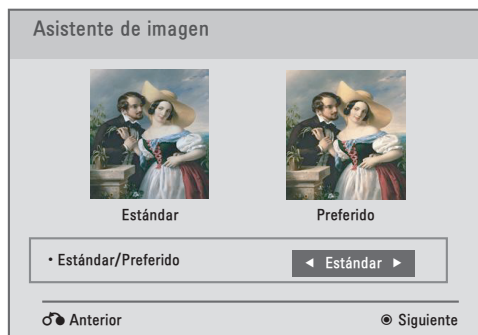 Asistente de imagen
Estándar
Preferido
• Estándar/Preferido
◄ Estándar ►
Anterior
Siguiente